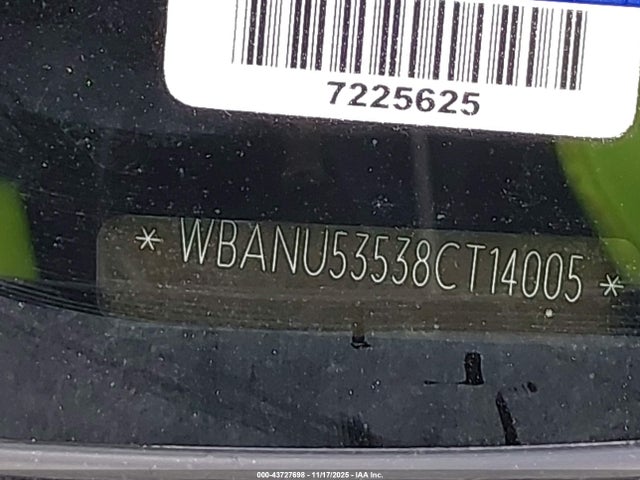 7225625
* WBANU53538CT14005 *
000-43727698 - 11/17/2025 - IAA Inc.